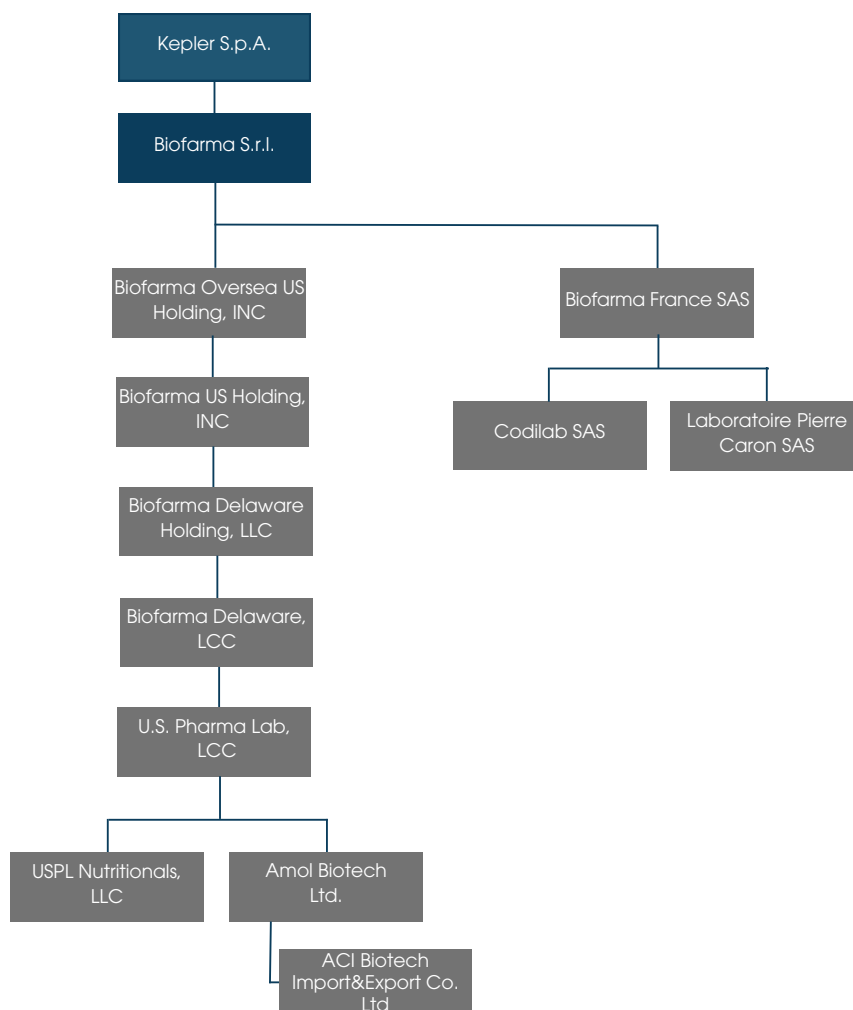 Kepler S.p.A.
Biofarma S.r.l.
Biofarma Oversea US
Holding, INC
Biofarma France SAS
Biofarma US Holding,
INC
Codilab SAS
Laboratoire Pierre
Caron SAS
Biofarma Delaware
Holding, LLC
Biofarma Delaware,
LCC
U.S. Pharma Lab,
LCC
USPL Nutritionals,
LLC
Amol Biotech
Ltd.
ACI Biotech
Import&Export Co.
Ltd